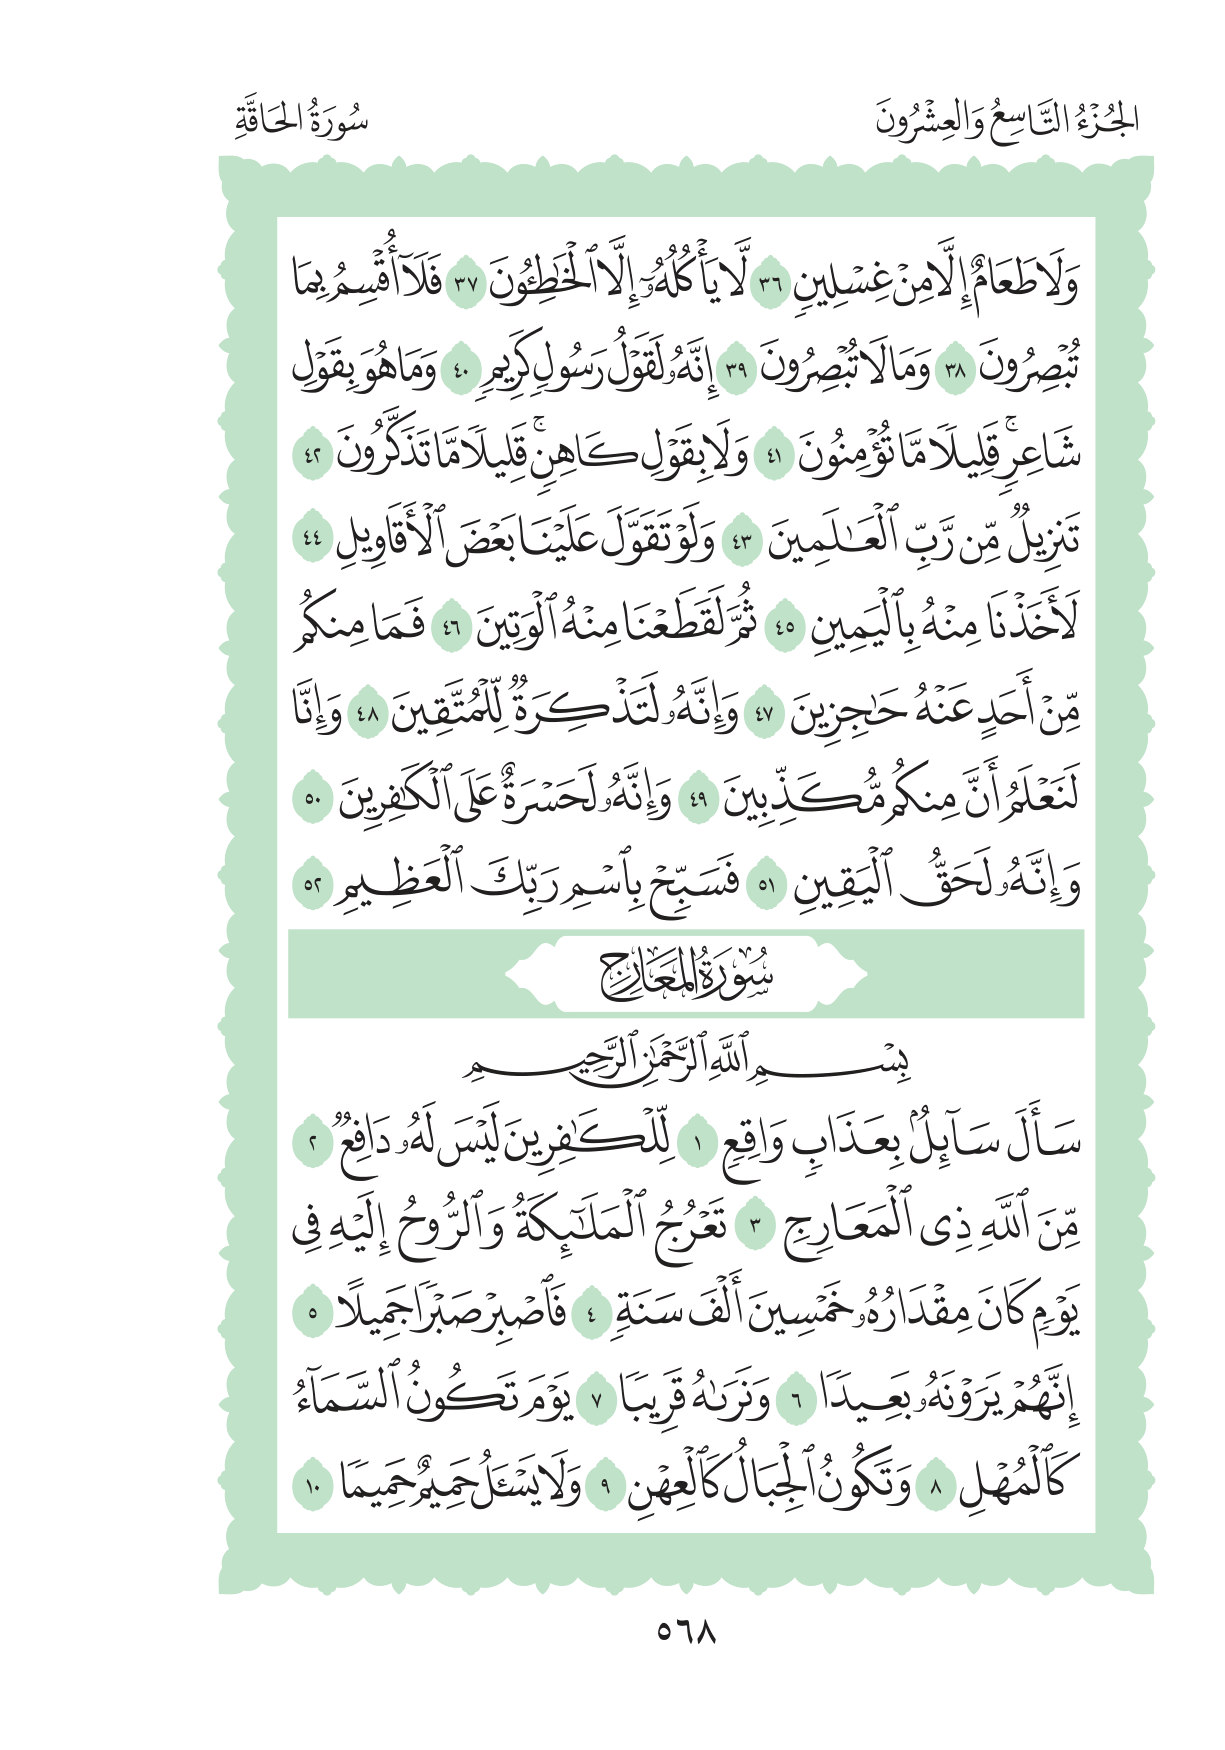 الجُزْءُ التَّاسِعُ وَالعِشْرُونَ
سُورَةُ الحَاقَّةِ
وَلَا طَعَامٌ إِلَّا مِنْ غِسْلِينٍ ٣٦ لَّا يَأْكُلُهُۥٓ إِلَّا ٱلْخَٰطِـُٔونَ ٣٧ فَلَآ أُقْسِمُ بِمَا
تُبْصِرُونَ ٣٨ وَمَا لَا تُبْصِرُونَ ٣٩ إِنَّهُۥ لَقَوْلُ رَسُولٍ كَرِيمٍ ٤٠ وَمَا هُوَ بِقَوْلِ
شَاعِرٍۚ قَلِيلًا مَّا تُؤْمِنُونَ ٤١ وَلَا بِقَوْلِ كَاهِنٍۚ قَلِيلًا مَّا تَذَكَّرُونَ ٤٢
تَنزِيلٌ مِّن رَّبِّ ٱلْعَٰلَمِينَ ٤٣ وَلَوْ تَقَوَّلَ عَلَيْنَا بَعْضَ ٱلْأَقَاوِيلِ ٤٤
لَأَخَذْنَا مِنْهُ بِٱلْيَمِينِ ٤٥ ثُمَّ لَقَطَعْنَا مِنْهُ ٱلْوَتِينَ ٤٦ فَمَا مِنكُم
مِّنْ أَحَدٍ عَنْهُ حَٰجِزِينَ ٤٧ وَإِنَّهُۥ لَتَذْكِرَةٌ لِّلْمُتَّقِينَ ٤٨ وَإِنَّا
لَنَعْلَمُ أَنَّ مِنكُم مُّكَذِّبِينَ ٤٩ وَإِنَّهُۥ لَحَسْرَةٌ عَلَى ٱلْكَٰفِرِينَ ٥٠
وَإِنَّهُۥ لَحَقُّ ٱلْيَقِينِ ٥١ فَسَبِّحْ بِٱسْمِ رَبِّكَ ٱلْعَظِيمِ ٥٢
سُورَةُ المَعَارِجِ
بِسْمِ ٱللَّهِ ٱلرَّحْمَٰنِ ٱلرَّحِيمِ
سَأَلَ سَآئِلٌۢ بِعَذَابٍ وَاقِعٍ ١ لِّلْكَٰفِرِينَ لَيْسَ لَهُۥ دَافِعٌ ٢
مِّنَ ٱللَّهِ ذِى ٱلْمَعَارِجِ ٣ تَعْرُجُ ٱلْمَلَٰٓئِكَةُ وَٱلرُّوحُ إِلَيْهِ فِى
يَوْمٍ كَانَ مِقْدَارُهُۥ خَمْسِينَ أَلْفَ سَنَةٍ ٤ فَٱصْبِرْ صَبْرًا جَمِيلًا ٥
إِنَّهُمْ يَرَوْنَهُۥ بَعِيدًا ٦ وَنَرَىٰهُ قَرِيبًا ٧ يَوْمَ تَكُونُ ٱلسَّمَآءُ
كَٱلْمُهْلِ ٨ وَتَكُونُ ٱلْجِبَالُ كَٱلْعِهْنِ ٩ وَلَا يَسْـَٔلُ حَمِيمٌ حَمِيمًا ١٠
٥٦٨